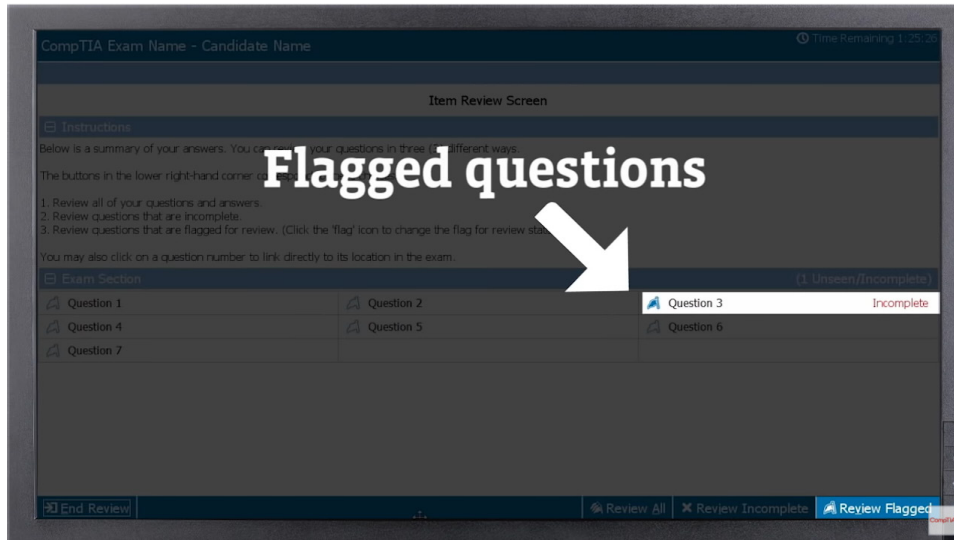 CompTIA Exam Name - Candidate Name
Time Remaining 1:25:26
Item Review Screen
Instructions
Below is a summary of your answers. You can review your questions in three (3) different ways.
Flagged questions
The buttons in the lower right-hand corner
1. Review all of your questions and answers.
2. Review questions that are incomplete.
3. Review questions that are flagged for review. (Click the 'flag' icon to change the flag for review
You may also click on a question number to link directly to its location in the exam.
Exam Section (1 Unseen/Incomplete)
Question 1 Question 2 Question 3 Incomplete
Question 4 Question 5 Question 6
Question 7
End Review Review All Review Incomplete Review Flagged
CompTIA